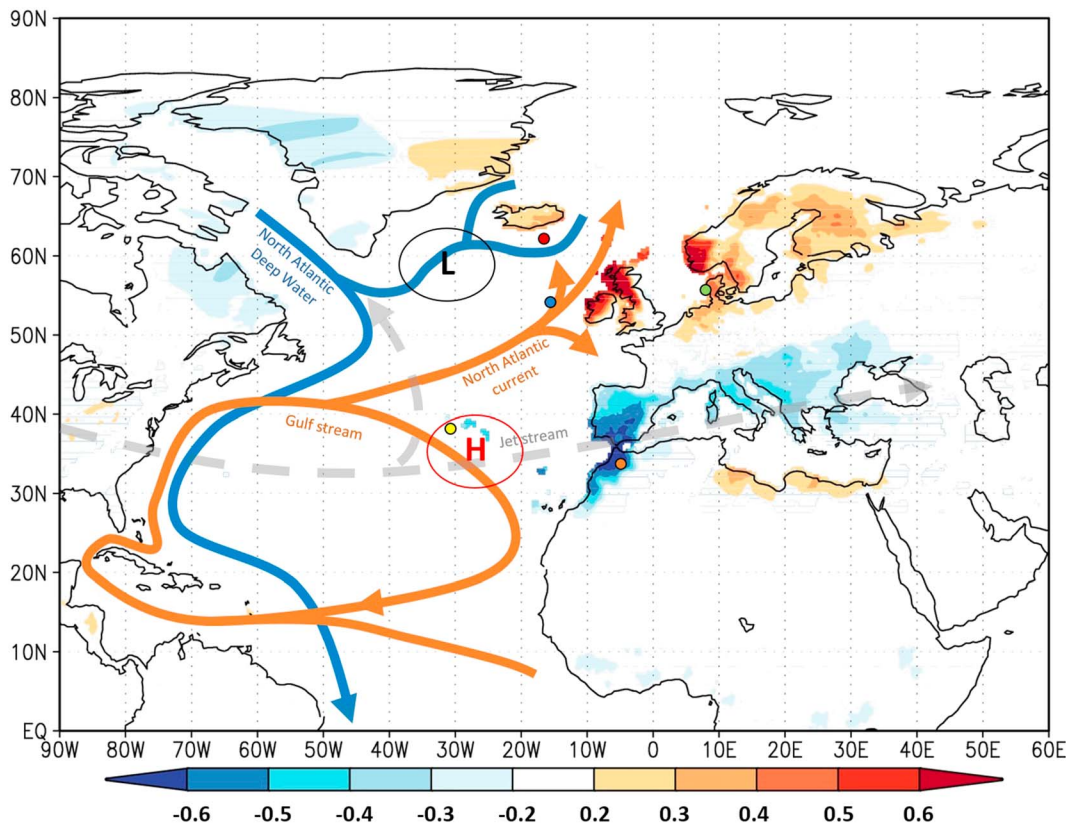 90N
80N
70N
60N
50N
40N
30N
20N
10N
EQ
North Atlantic
Deep Water
L
North Atlantic
current
Gulf stream
H
Jet stream
90W 80W 70W 60W 50W 40W 30W 20W 10W 0 10E 20E 30E 40E 50E 60E
-0.6 -0.5 -0.4 -0.3 -0.2 0.2 0.3 0.4 0.5 0.6